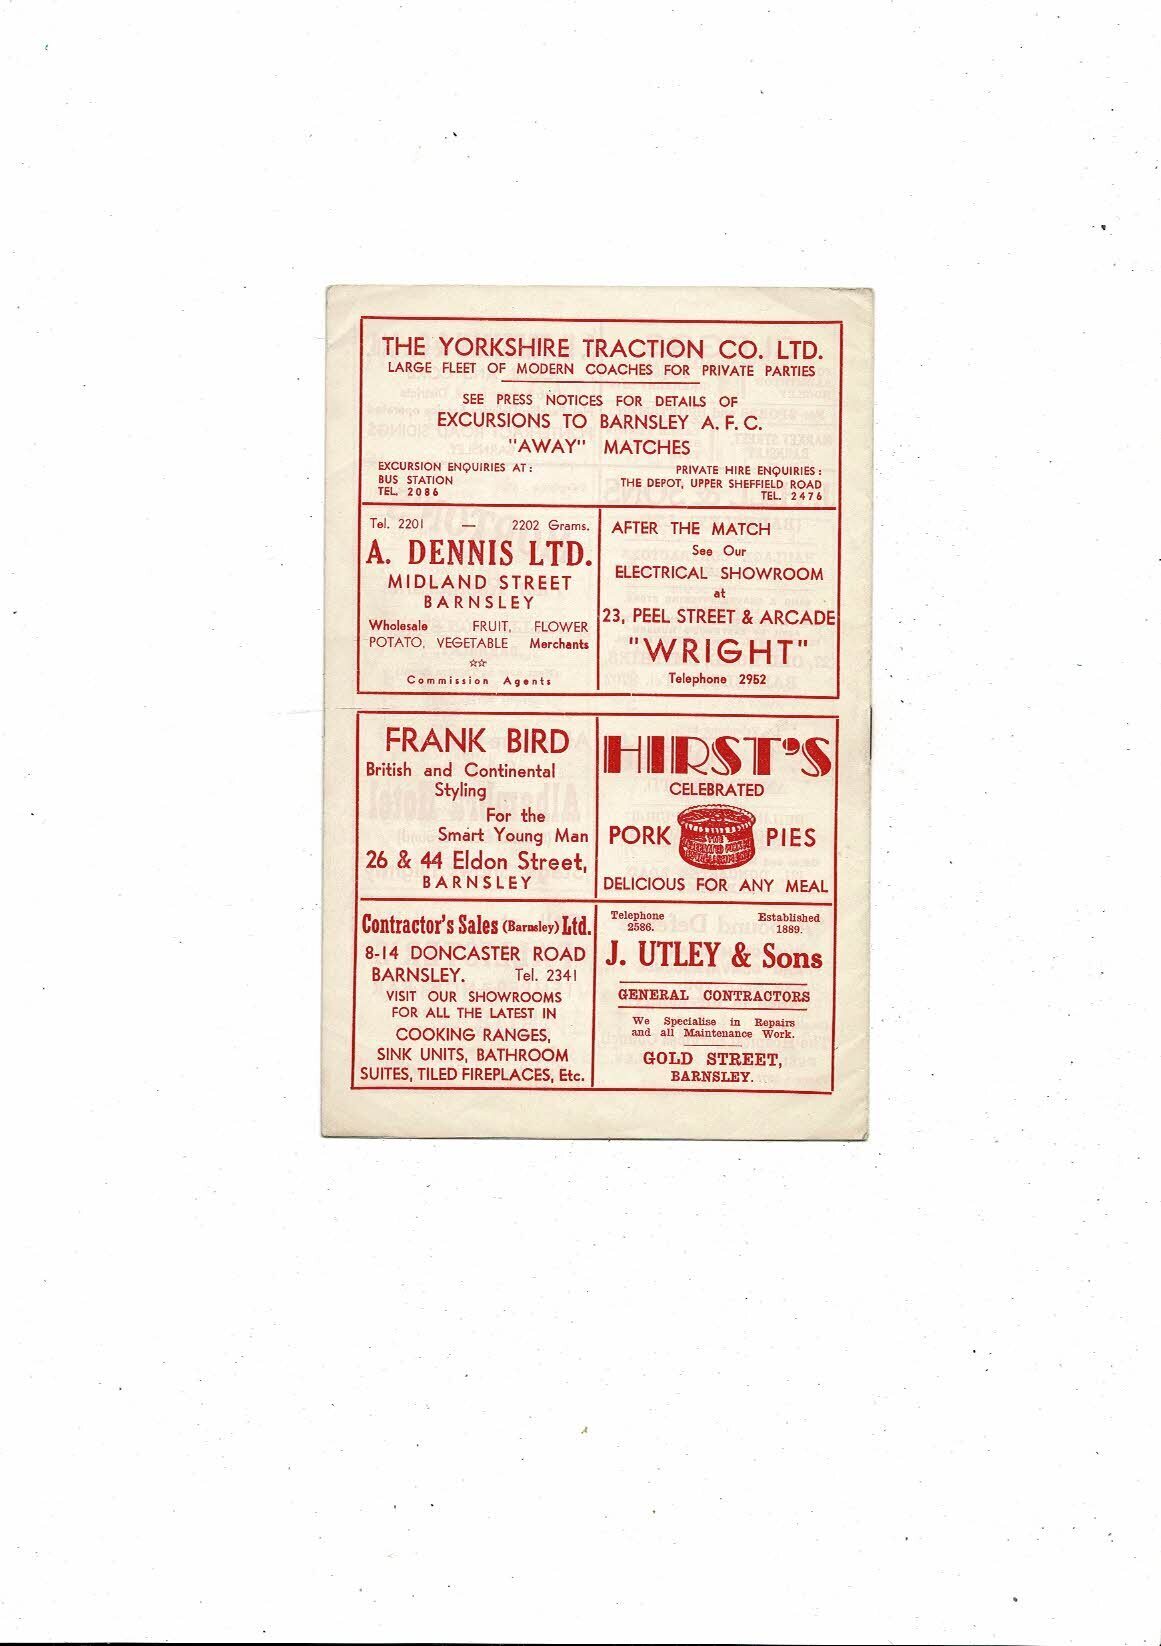 THE YORKSHIRE TRACTION CO. LTD.
LARGE FLEET OF MODERN COACHES FOR PRIVATE PARTIES
SEE PRESS NOTICES FOR DETAILS OF
EXCURSIONS TO BARNSLEY A.F.C.
"AWAY" MATCHES
EXCURSION ENQUIRIES AT:
BUS STATION
TEL. 2086
PRIVATE HIRE ENQUIRIES:
THE DEPOT, UPPER SHEFFIELD ROAD
TEL. 2476
Tel. 2201 — 2202 Grams.
A. DENNIS LTD.
MIDLAND STREET
BARNSLEY
Wholesale FRUIT, FLOWER
POTATO, VEGETABLE Merchants
☆☆
Commission Agents
AFTER THE MATCH
See Our
ELECTRICAL SHOWROOM
at
23, PEEL STREET & ARCADE
"WRIGHT"
Telephone 2952
FRANK BIRD
British and Continental
Styling
For the
Smart Young Man
26 & 44 Eldon Street,
BARNSLEY
HIRST'S
CELEBRATED
PORK PIES
DELICIOUS FOR ANY MEAL
Contractor's Sales (Barnsley) Ltd.
8-14 DONCASTER ROAD
BARNSLEY. Tel. 2341
VISIT OUR SHOWROOMS
FOR ALL THE LATEST IN
COOKING RANGES,
SINK UNITS, BATHROOM
SUITES, TILED FIREPLACES, Etc.
Telephone
2586.
Established
1889.
J. UTLEY & Sons
GENERAL CONTRACTORS
We Specialise in Repairs
and all Maintenance Work.
GOLD STREET,
BARNSLEY.